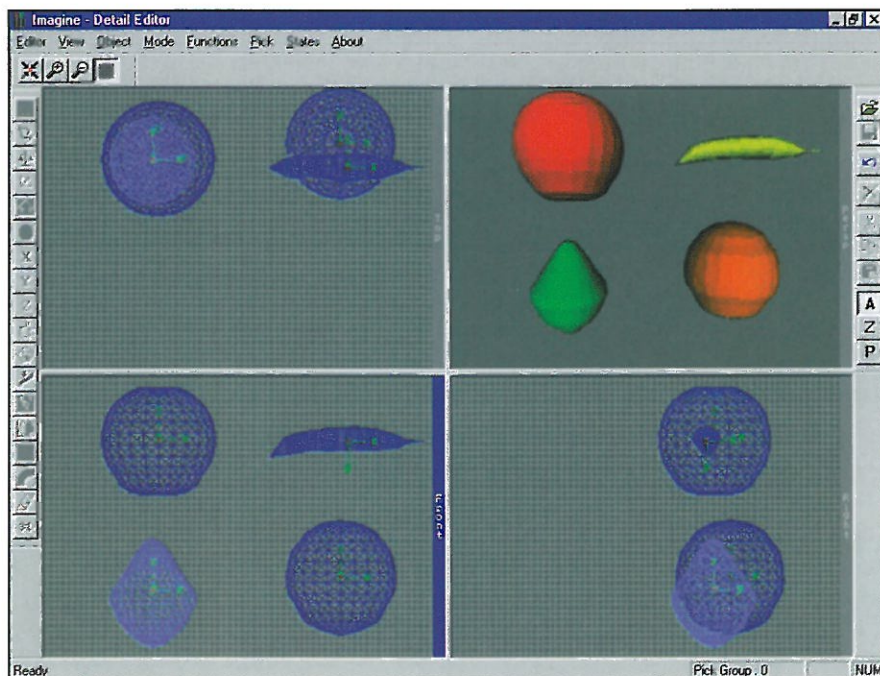 Imagine - Detail Editor
Editor View Object Mode Functions Pick States About
X
Y
Z
A
Z
P
Ready
Pick Group . 0
NUM